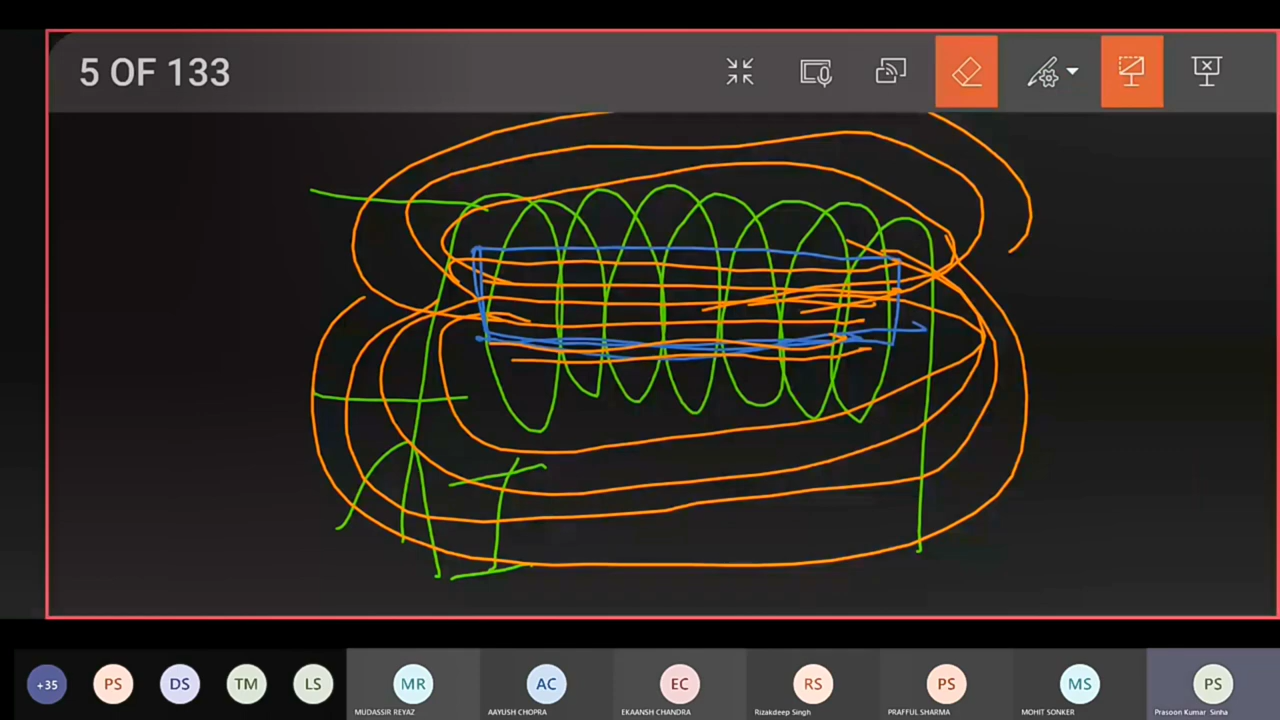 5 OF 133
+35
PS
DS
TM
LS
MR
AC
EC
RS
PS
MS
PS
MUDASSIR REYAZ
AAYUSH CHOPRA
EKAANSH CHANDRA
Rizakdeep Singh
PRAFFUL SHARMA
MOHIT SONKER
Prasoon Kumar Sinha